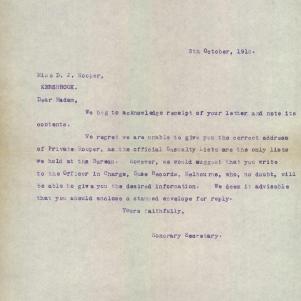 8th October, 1918.
Miss D. J. Hooper,
KERSBROOK.
Dear Madam,
We beg to acknowledge receipt of your letter and note its
contents.
We regret we are unable to give you the correct address
of Private Hooper, as the official Casualty Lists are the only lists
we hold at the Bureau. However, we would suggest that you write
to the Officer in Charge, Base Records, Melbourne, who, no doubt, will
be able to give you the desired information. We deem it advisable
that you should enclose a stamped envelope for reply.
Yours faithfully,
Honorary Secretary.